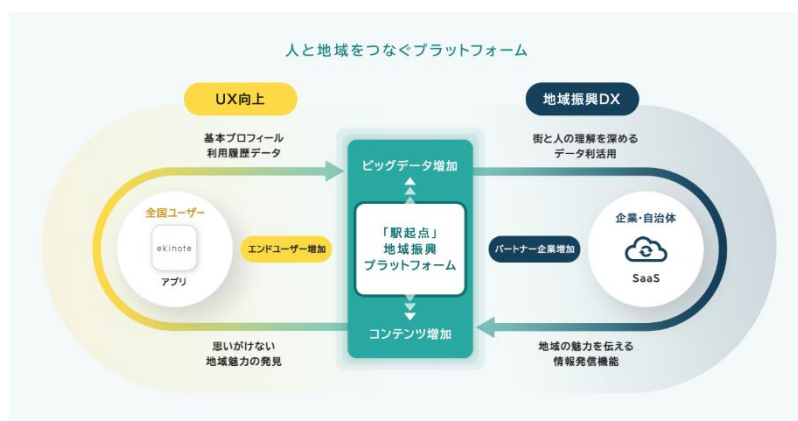 人と地域をつなぐプラットフォーム
UX向上
地域振興DX
基本プロフィール
利用履歴データ
街と人の理解を深める
データ利活用
ビッグデータ増加
全国ユーザー
ekinote
アプリ
エンドユーザー増加
「駅起点」
地域振興
プラットフォーム
パートナー企業増加
企業・自治体
SaaS
コンテンツ増加
思いがけない
地域魅力の発見
地域の魅力を伝える
情報発信機能